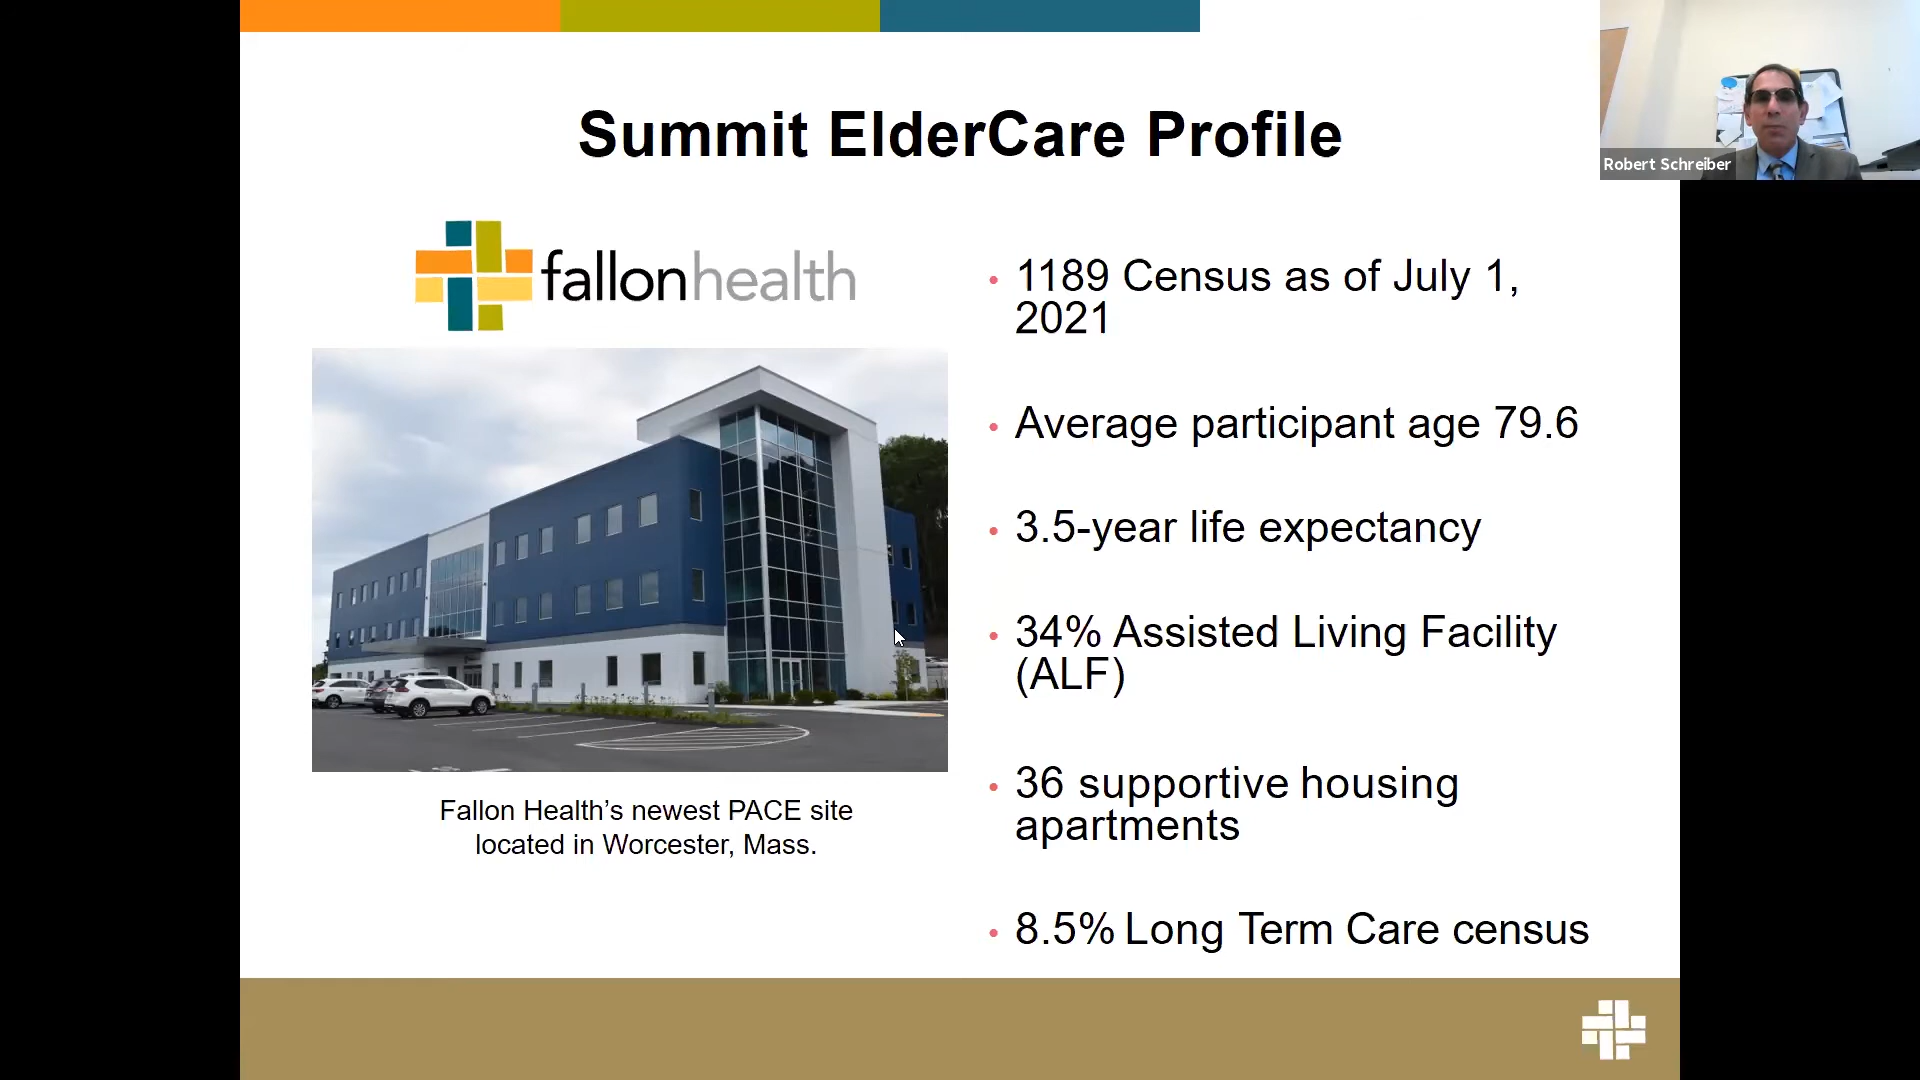 Summit ElderCare Profile
Robert Schreiber
fallonhealth
• 1189 Census as of July 1,
2021
• Average participant age 79.6
• 3.5-year life expectancy
• 34% Assisted Living Facility
(ALF)
• 36 supportive housing
apartments
• 8.5% Long Term Care census
Fallon Health’s newest PACE site
located in Worcester, Mass.